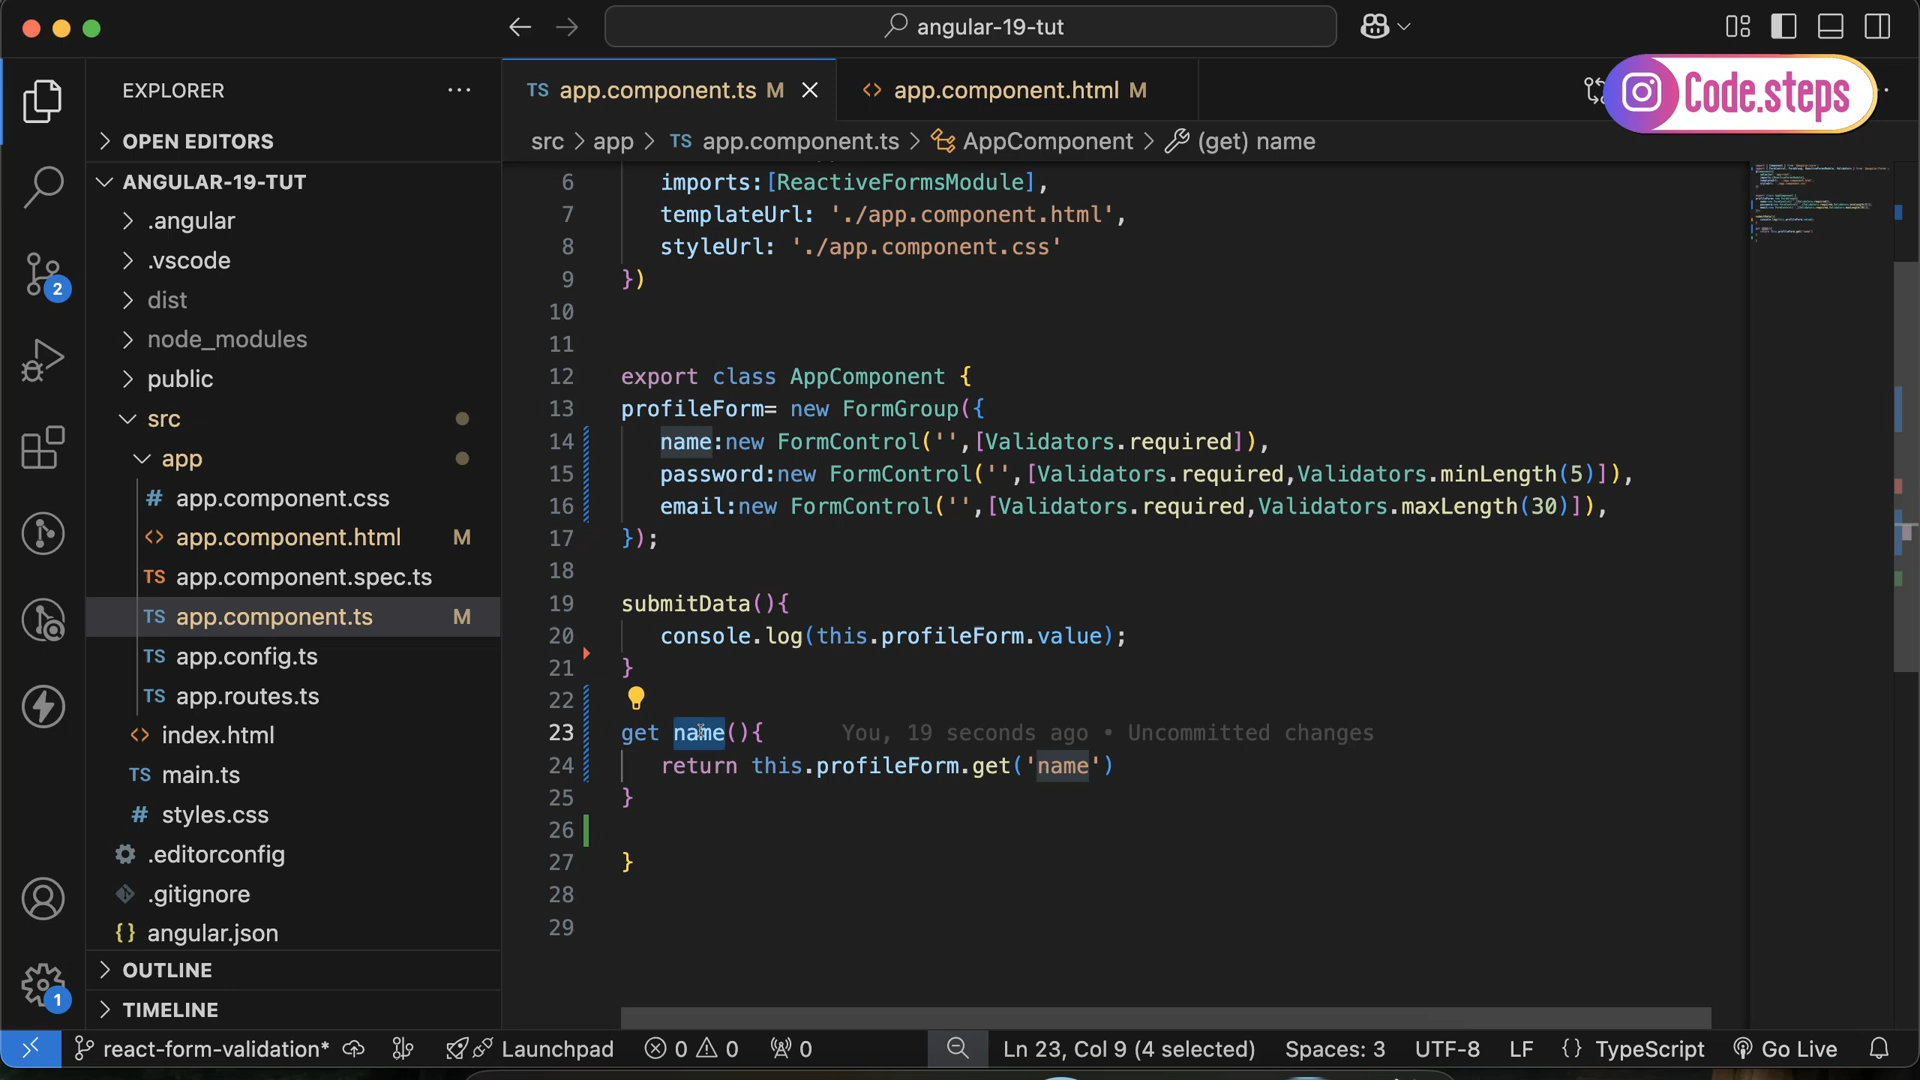 angular-19-tut
Code.steps
EXPLORER
OPEN EDITORS
ANGULAR-19-TUT
.angular
.vscode
dist
node_modules
public
src
app
# app.component.css
<> app.component.html M
TS app.component.spec.ts
TS app.component.ts M
TS app.config.ts
TS app.routes.ts
<> index.html
TS main.ts
# styles.css
.editorconfig
.gitignore
{} angular.json
OUTLINE
TIMELINE
2
1
TS app.component.ts M
<> app.component.html M
src > app > TS app.component.ts > AppComponent > (get) name
6 imports:[ReactiveFormsModule],
7 templateUrl: './app.component.html',
8 styleUrl: './app.component.css'
9 })
10
11
12 export class AppComponent {
13 profileForm= new FormGroup({
14 name:new FormControl('',[Validators.required]),
15 password:new FormControl('',[Validators.required,Validators.minLength(5)]),
16 email:new FormControl('',[Validators.required,Validators.maxLength(30)]),
17 });
18
19 submitData(){
20 console.log(this.profileForm.value);
21 }
22
23 get name(){ You, 19 seconds ago • Uncommitted changes
24 return this.profileForm.get('name')
25 }
26
27 }
28
29
react-form-validation* Launchpad 0 0 0 Ln 23, Col 9 (4 selected) Spaces: 3 UTF-8 LF {} TypeScript Go Live